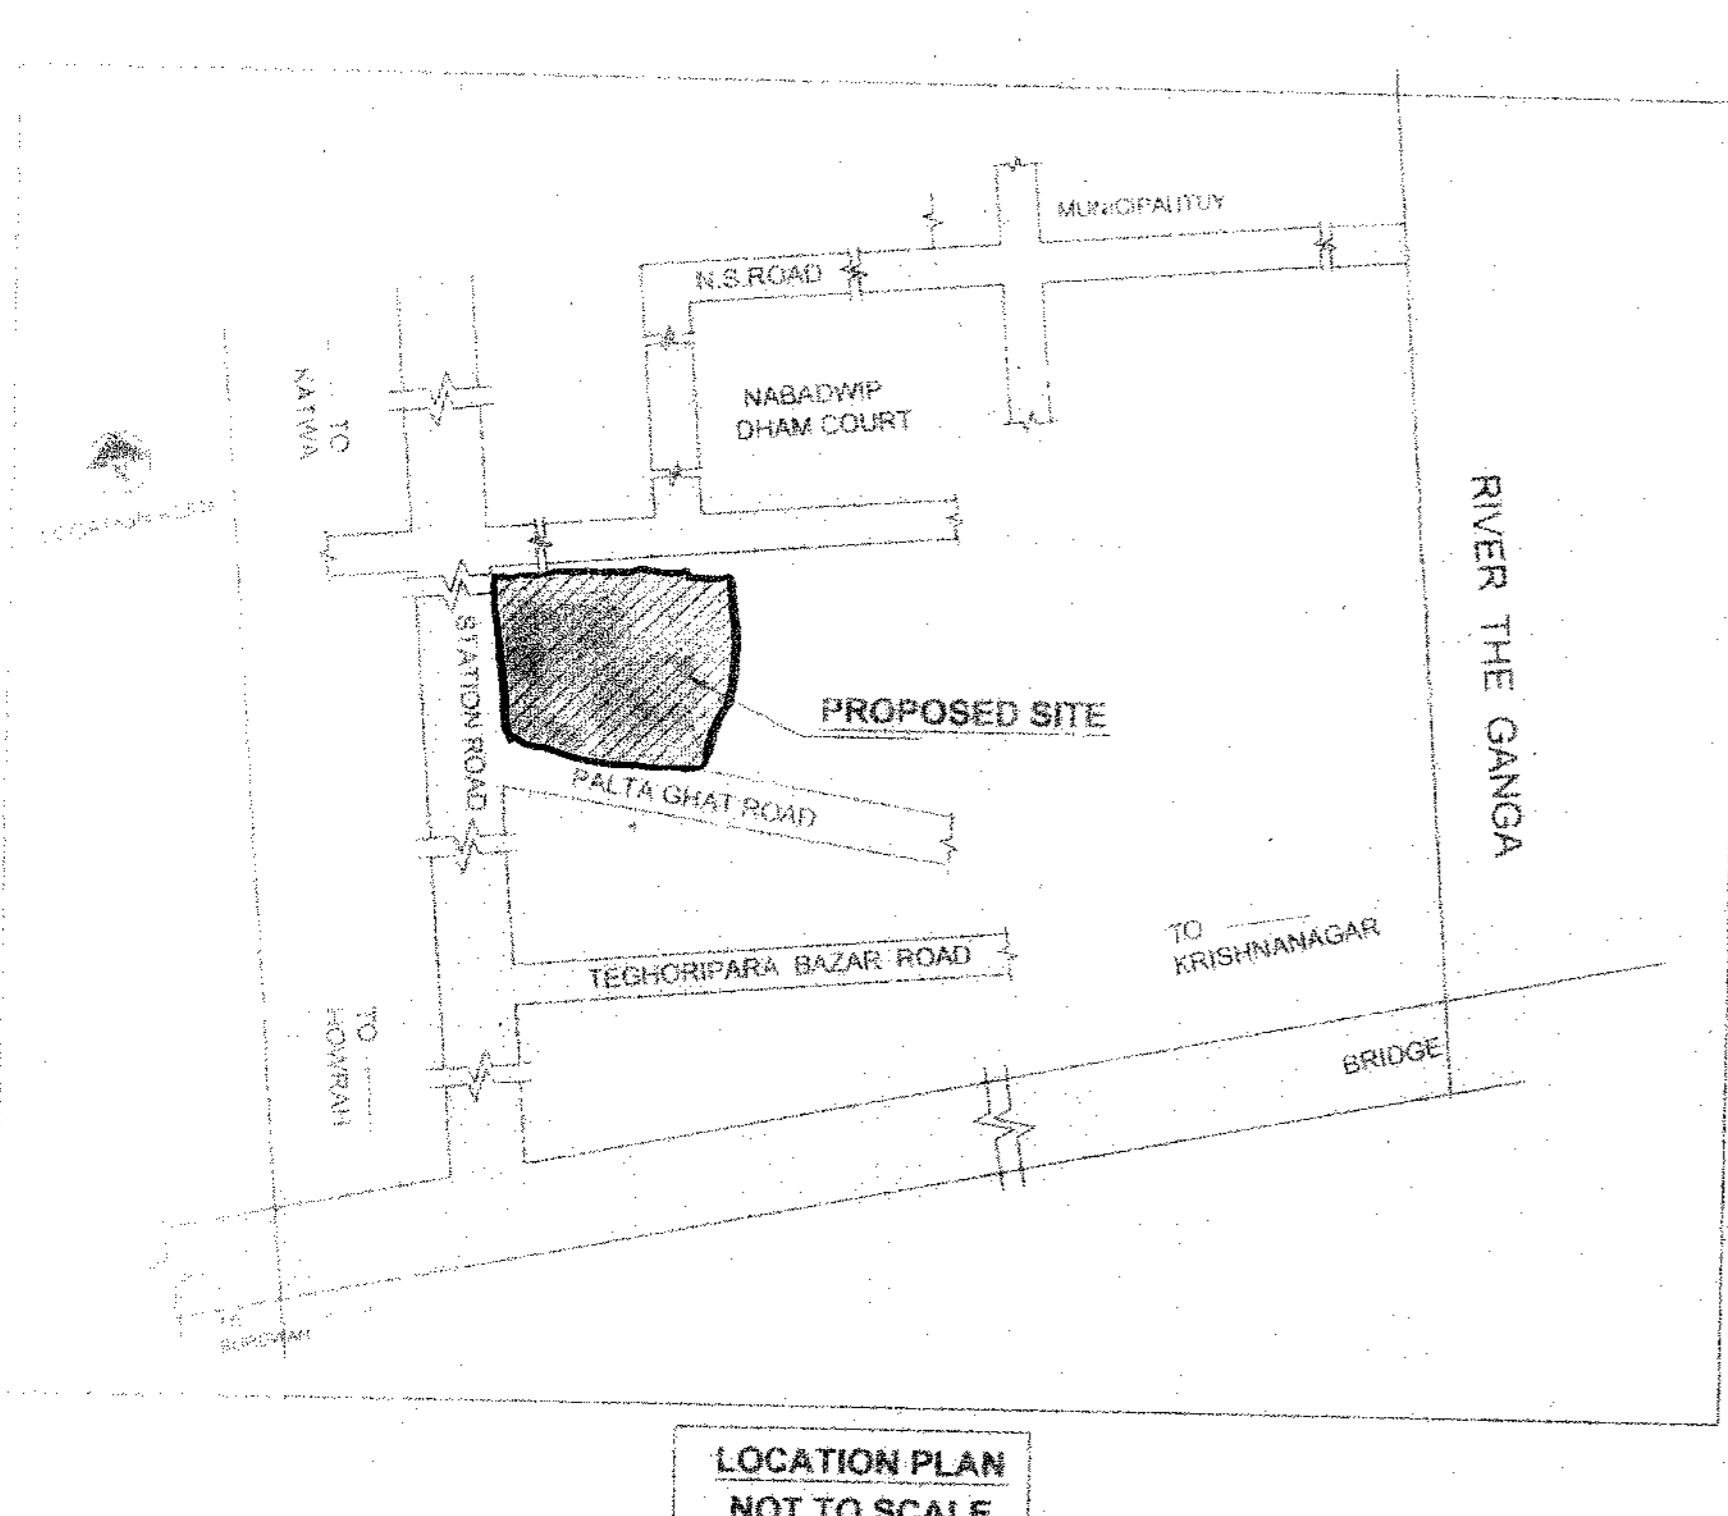 MUNICIPALITUY
N.S.ROAD
NABADWIP
DHAM COURT
TO
KATWA
STATION ROAD
PROPOSED SITE
PALTA GHAT ROAD
RIVER THE GANGA
TEGHORIPARA BAZAR ROAD
TO
KRISHNANAGAR
BRIDGE
TO
HOWRAH
LOCATION PLAN
NOT TO SCALE